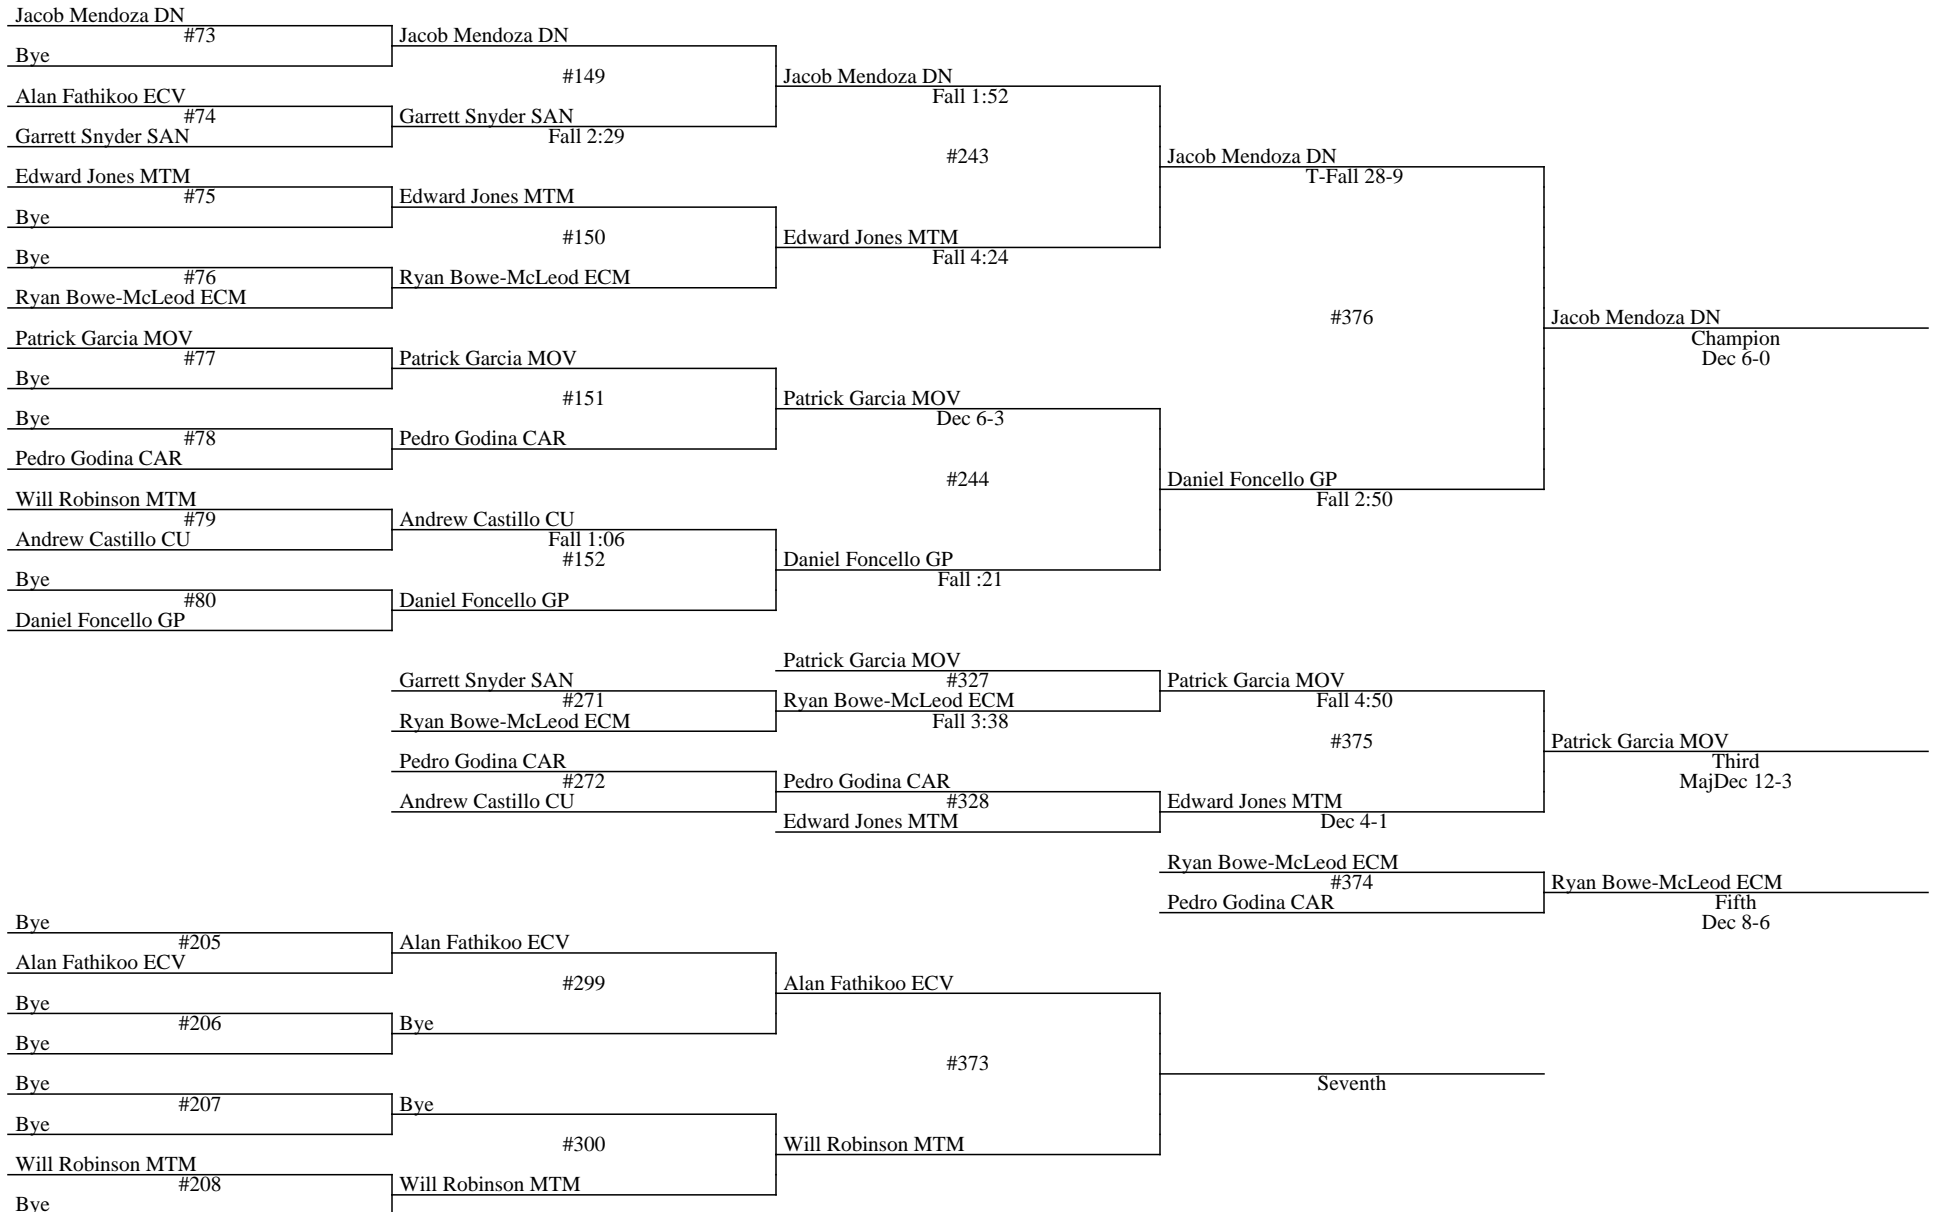 Jacob Mendoza DN
#73
Bye
Jacob Mendoza DN
#149
Alan Fathikoo ECV
#74
Garrett Snyder SAN
Garrett Snyder SAN
Fall 2:29
Jacob Mendoza DN
Fall 1:52
#243
Edward Jones MTM
#75
Bye
Edward Jones MTM
#150
Bye
#76
Ryan Bowe-McLeod ECM
Ryan Bowe-McLeod ECM
Edward Jones MTM
Fall 4:24
Jacob Mendoza DN
T-Fall 28-9
#376
Patrick Garcia MOV
#77
Bye
Patrick Garcia MOV
#151
Bye
#78
Pedro Godina CAR
Pedro Godina CAR
Patrick Garcia MOV
Dec 6-3
#244
Will Robinson MTM
#79
Andrew Castillo CU
Andrew Castillo CU
Fall 1:06
#152
Bye
#80
Daniel Foncello GP
Daniel Foncello GP
Daniel Foncello GP
Fall :21
Daniel Foncello GP
Fall 2:50
Jacob Mendoza DN
Champion
Dec 6-0
Garrett Snyder SAN
#271
Ryan Bowe-McLeod ECM
Patrick Garcia MOV
#327
Ryan Bowe-McLeod ECM
Fall 3:38
Patrick Garcia MOV
Fall 4:50
#375
Pedro Godina CAR
#272
Andrew Castillo CU
Pedro Godina CAR
#328
Edward Jones MTM
Edward Jones MTM
Dec 4-1
Patrick Garcia MOV
Third
MajDec 12-3
Ryan Bowe-McLeod ECM
#374
Pedro Godina CAR
Ryan Bowe-McLeod ECM
Fifth
Dec 8-6
Bye
#205
Alan Fathikoo ECV
Alan Fathikoo ECV
#299
Bye
#206
Bye
Bye
Alan Fathikoo ECV
#373
Bye
#207
Bye
Bye
#300
Will Robinson MTM
#208
Bye
Will Robinson MTM
Will Robinson MTM
Seventh